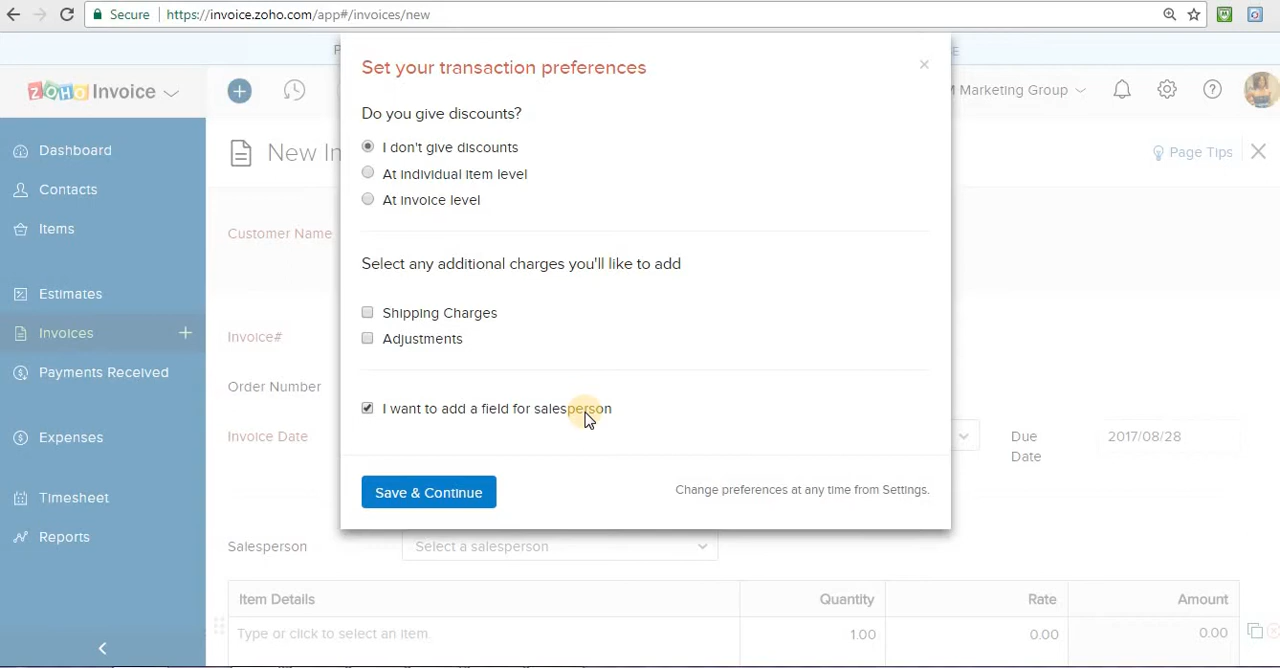 Secure https://invoice.zoho.com/app#/invoices/new
P
E
Set your transaction preferences ×
ZOHO Invoice
M Marketing Group
Do you give discounts?
I don't give discounts
At individual item level
At invoice level
Select any additional charges you'll like to add
Shipping Charges
Adjustments
I want to add a field for salesperson
Save & Continue
Change preferences at any time from Settings.
Dashboard
Contacts
Items
Estimates
Invoices +
Payments Received
Expenses
Timesheet
Reports
New In
Page Tips
Customer Name
Invoice#
Order Number
Invoice Date
Due
Date
2017/08/28
Salesperson Select a salesperson
Item Details Quantity Rate Amount
Type or click to select an item 1.00 0.00 0.00